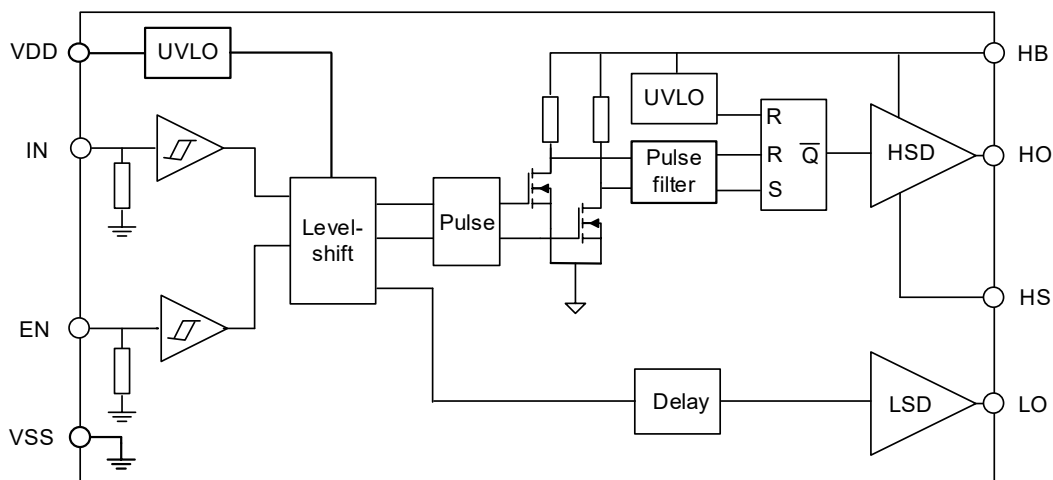 VDD
UVLO
HB
IN
UVLO
R
HSD
HO
Pulse
filter
R
Q̅
S
Level-
shift
Pulse
HS
EN
Delay
LSD
LO
VSS